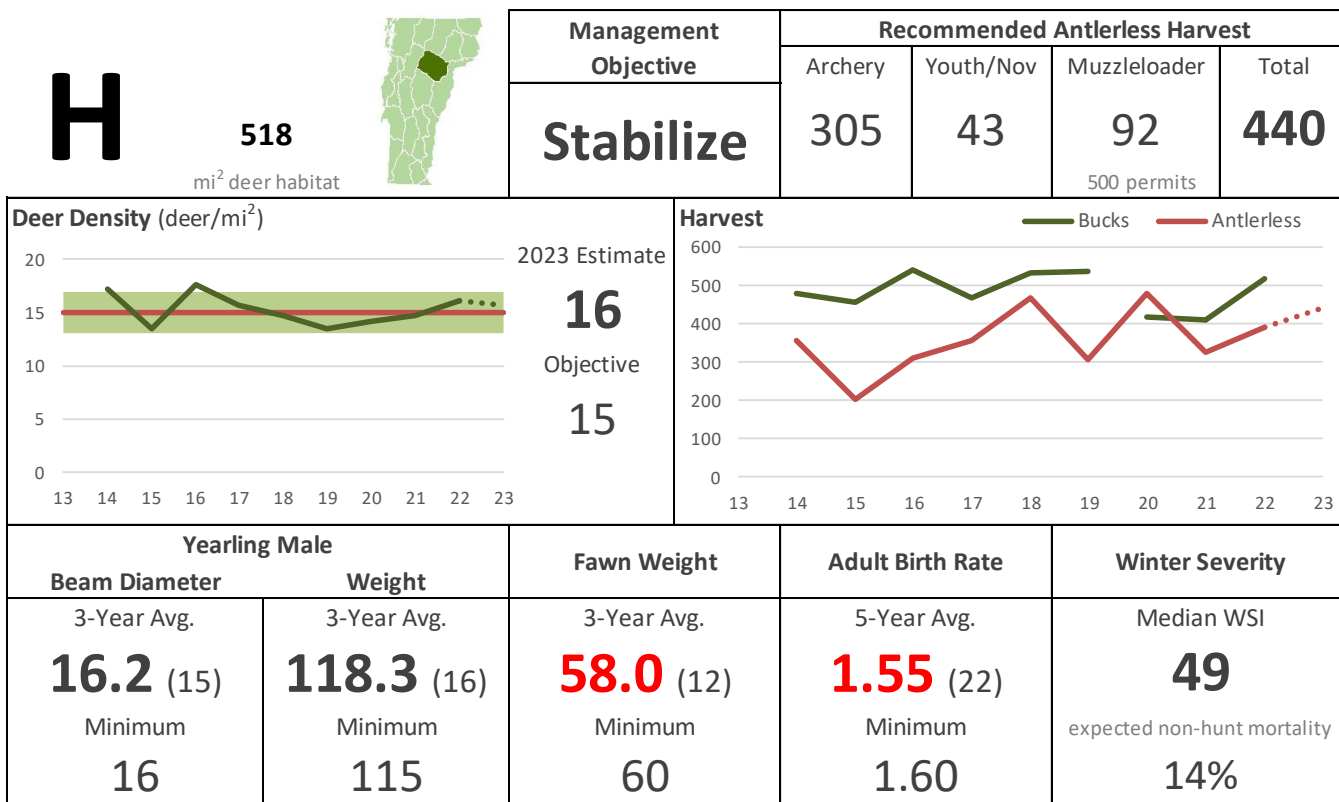 H
518
mi² deer habitat
Management
Objective
Stabilize
Recommended Antlerless Harvest
Archery Youth/Nov Muzzleloader Total
305 43 92 440
500 permits
Deer Density (deer/mi²)
20
15
10
5
0
13 14 15 16 17 18 19 20 21 22 23
2023 Estimate
16
Objective
15
Harvest
Bucks Antlerless
600
500
400
300
200
100
0
13 14 15 16 17 18 19 20 21 22 23
Yearling Male
Beam Diameter Weight
Fawn Weight
Adult Birth Rate
Winter Severity
3-Year Avg. 3-Year Avg. 3-Year Avg. 5-Year Avg. Median WSI
16.2 (15) 118.3 (16) 58.0 (12) 1.55 (22) 49
Minimum Minimum Minimum Minimum expected non-hunt mortality
16 115 60 1.60 14%